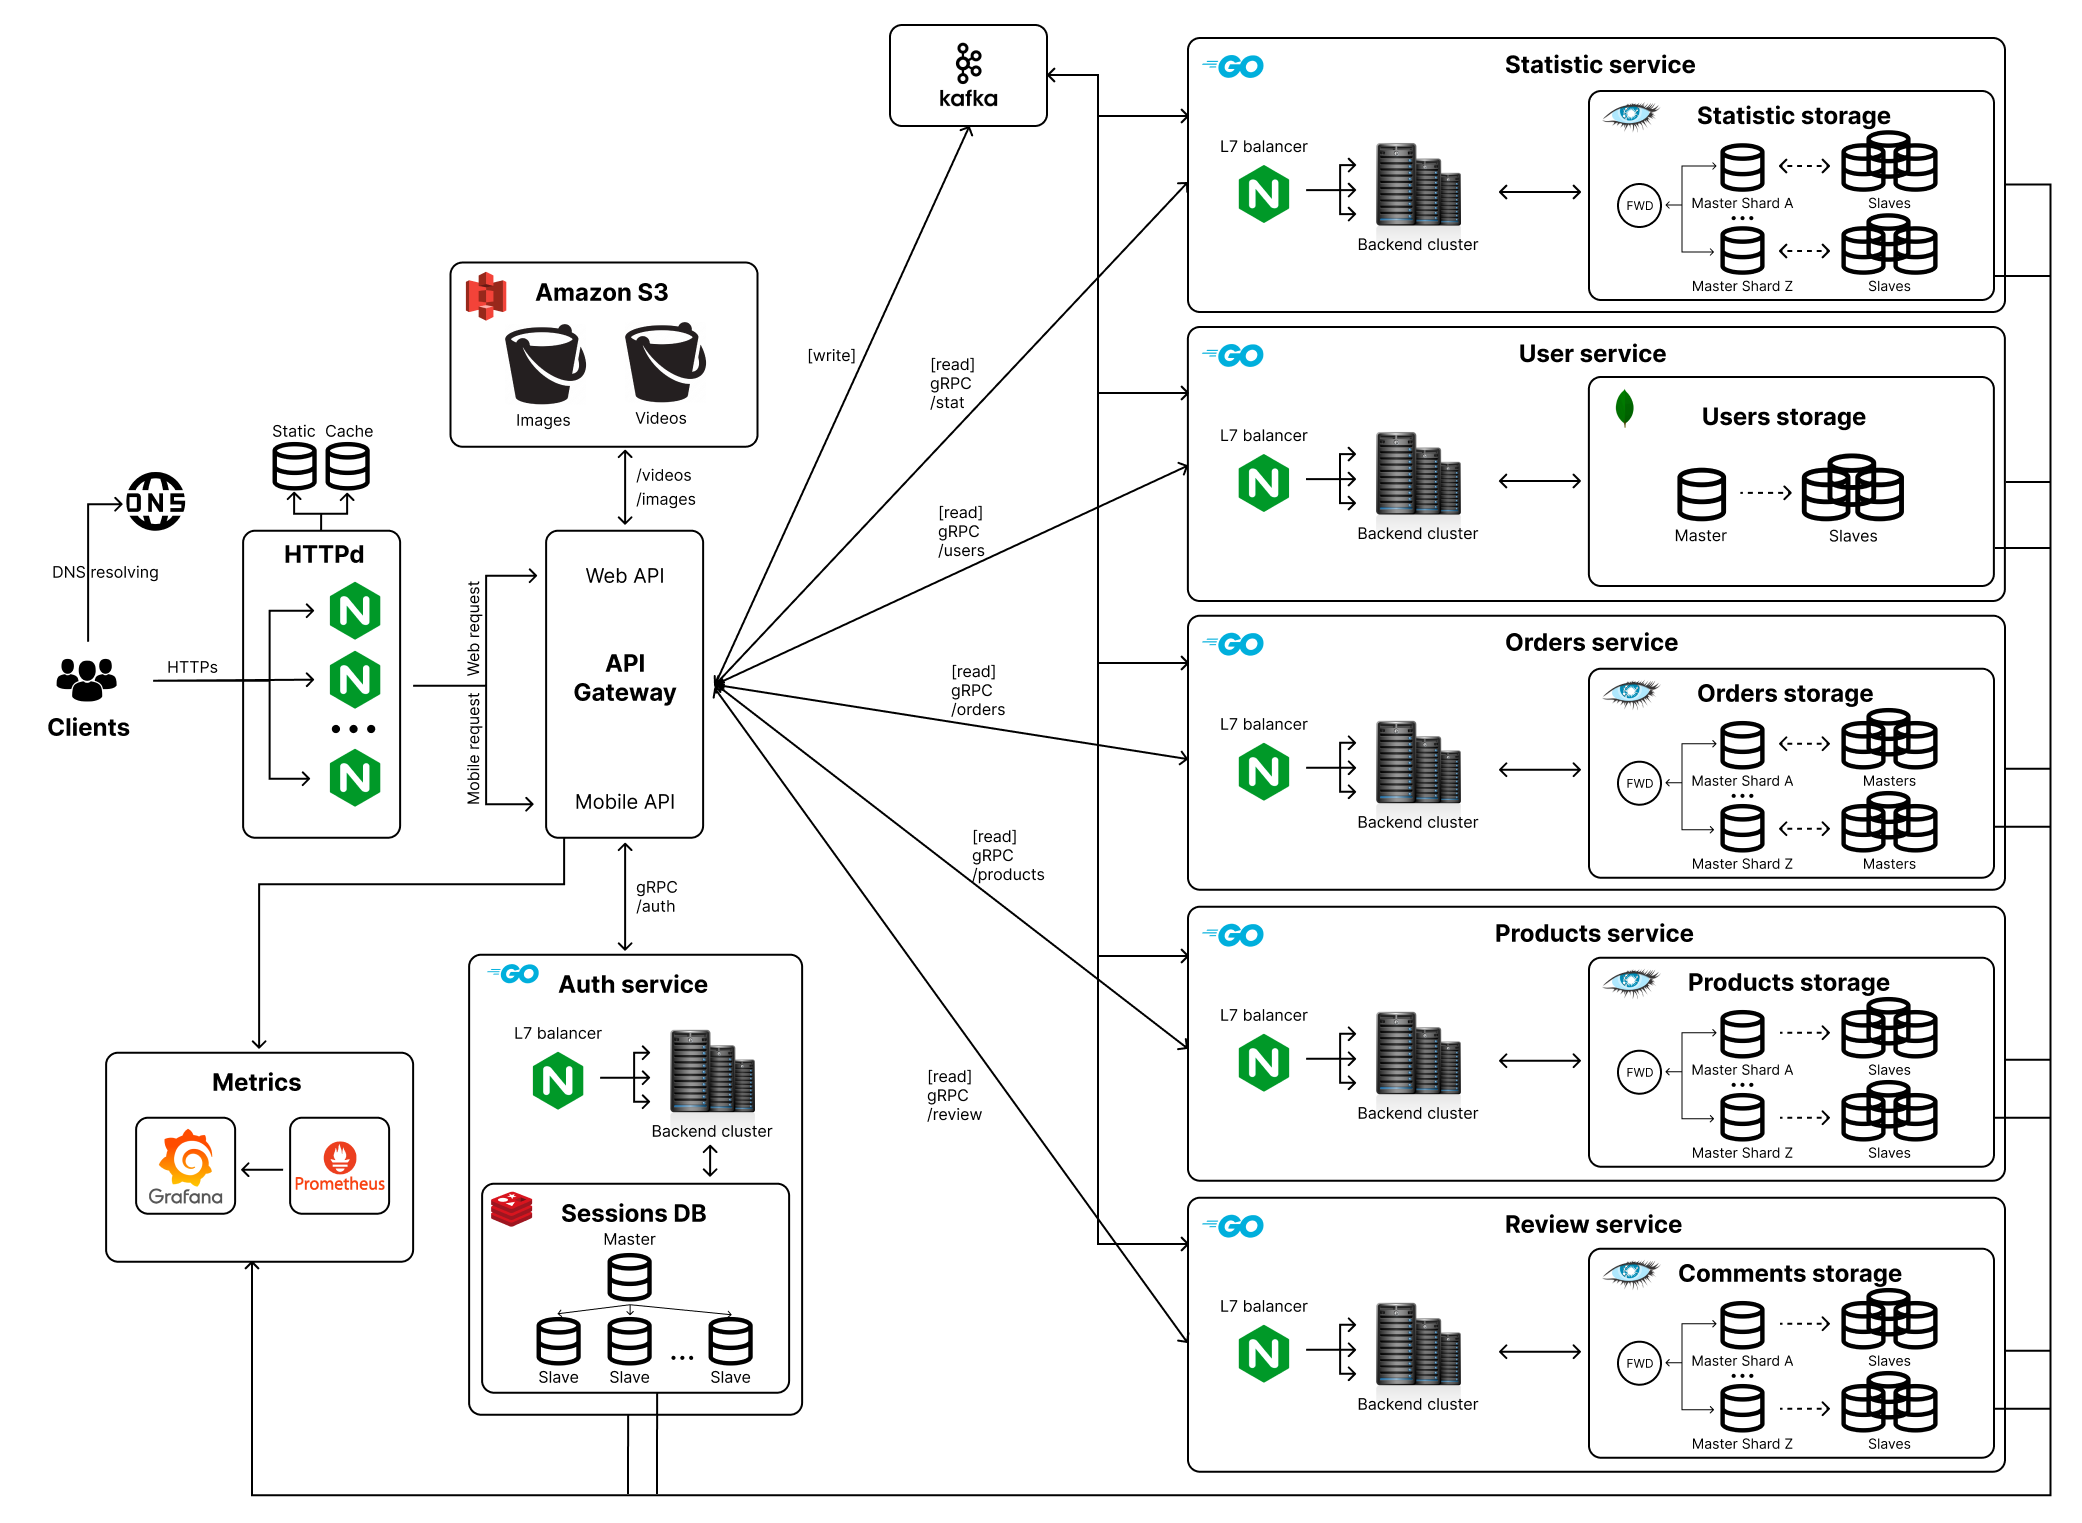 kafka
GO
Statistic service
Statistic storage
L7 balancer
Backend cluster
FWD
Master Shard A
Slaves
...
Master Shard Z
Slaves
Amazon S3
Images
Videos
[write]
[read]
gRPC
/stat
GO
User service
Users storage
L7 balancer
Backend cluster
Master
Slaves
Static
Cache
/videos
/images
DNS
DNS resolving
HTTPd
N
N
...
N
HTTPs
Clients
Web request
Mobile request
Web API
API
Gateway
Mobile API
[read]
gRPC
/users
[read]
gRPC
/orders
GO
Orders service
Orders storage
L7 balancer
N
Backend cluster
FWD
Master Shard A
Masters
...
Master Shard Z
Masters
[read]
gRPC
/products
gRPC
/auth
GO
Products service
Products storage
L7 balancer
N
Backend cluster
FWD
Master Shard A
Slaves
...
Master Shard Z
Slaves
GO
Auth service
L7 balancer
N
Backend cluster
Sessions DB
Master
Slave
Slave
...
Slave
Metrics
Grafana
Prometheus
[read]
gRPC
/review
GO
Review service
Comments storage
L7 balancer
N
Backend cluster
FWD
Master Shard A
Slaves
...
Master Shard Z
Slaves